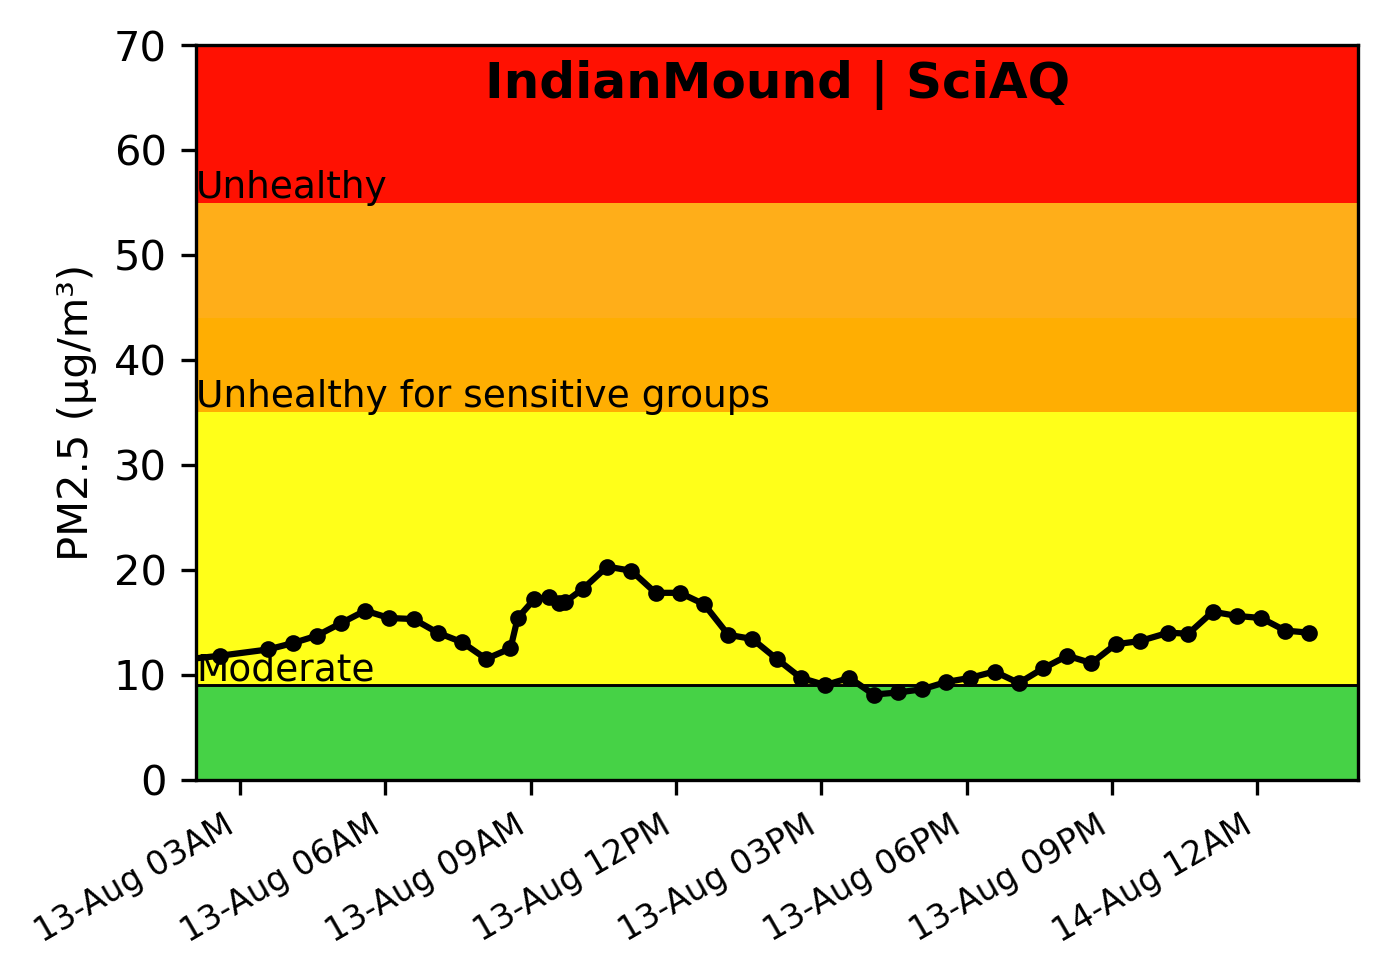 IndianMound | SciAQ
70
60
50
40
30
20
10
0
PM2.5 (µg/m³)
Unhealthy
Unhealthy for sensitive groups
Moderate
13-Aug 03AM
13-Aug 06AM
13-Aug 09AM
13-Aug 12PM
13-Aug 03PM
13-Aug 06PM
13-Aug 09PM
14-Aug 12AM